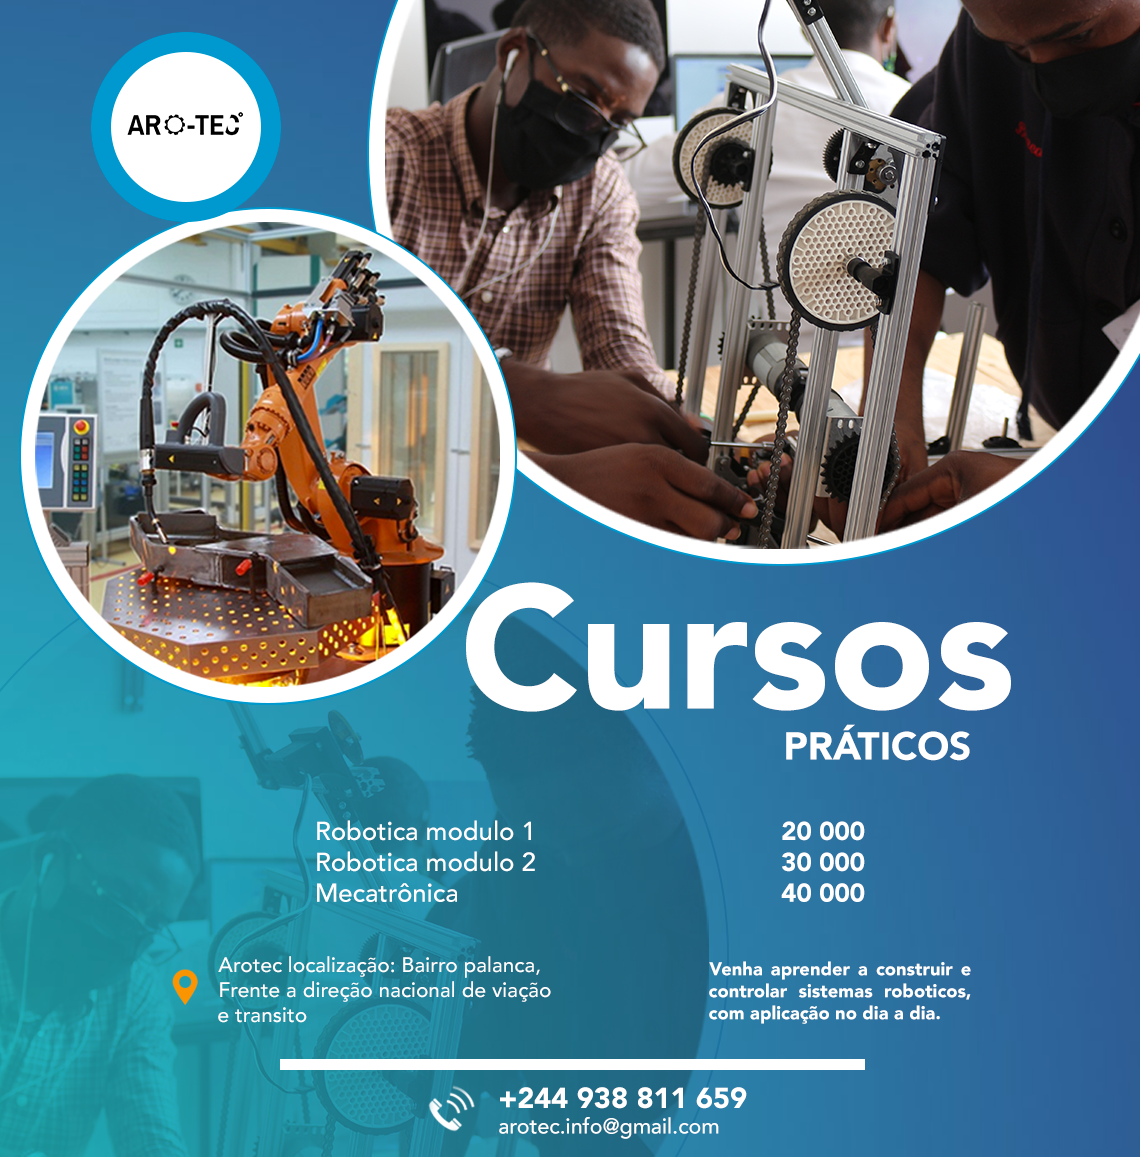 ARO-TEC
Cursos
PRÁTICOS
Robotica modulo 1 20 000
Robotica modulo 2 30 000
Mecatrônica 40 000
Arotec localização: Bairro palanca,
Frente a direção nacional de viação
e transito
Venha aprender a construir e
controlar sistemas roboticos,
com aplicação no dia a dia.
+244 938 811 659
arotec.info@gmail.com